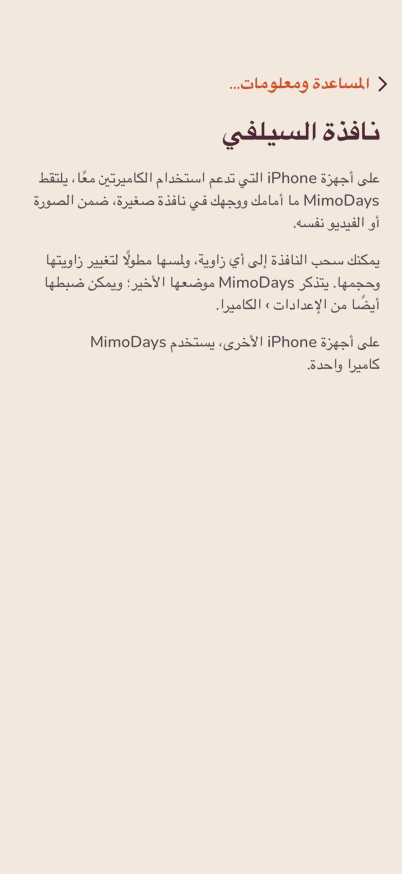 المساعدة ومعلومات...
نافذة السيلفي
على أجهزة iPhone التي تدعم استخدام الكاميرتين معًا، يلتقط
MimoDays ما أمامك ووجهك في نافذة صغيرة، ضمن الصورة
أو الفيديو نفسه.
يمكنك سحب النافذة إلى أي زاوية، ولمسها مطولًا لتغيير زاويتها
وحجمها. يتذكر MimoDays موضعها الأخير؛ ويمكن ضبطها
أيضًا من الإعدادات › الكاميرا.
على أجهزة iPhone الأخرى، يستخدم MimoDays
كاميرا واحدة.